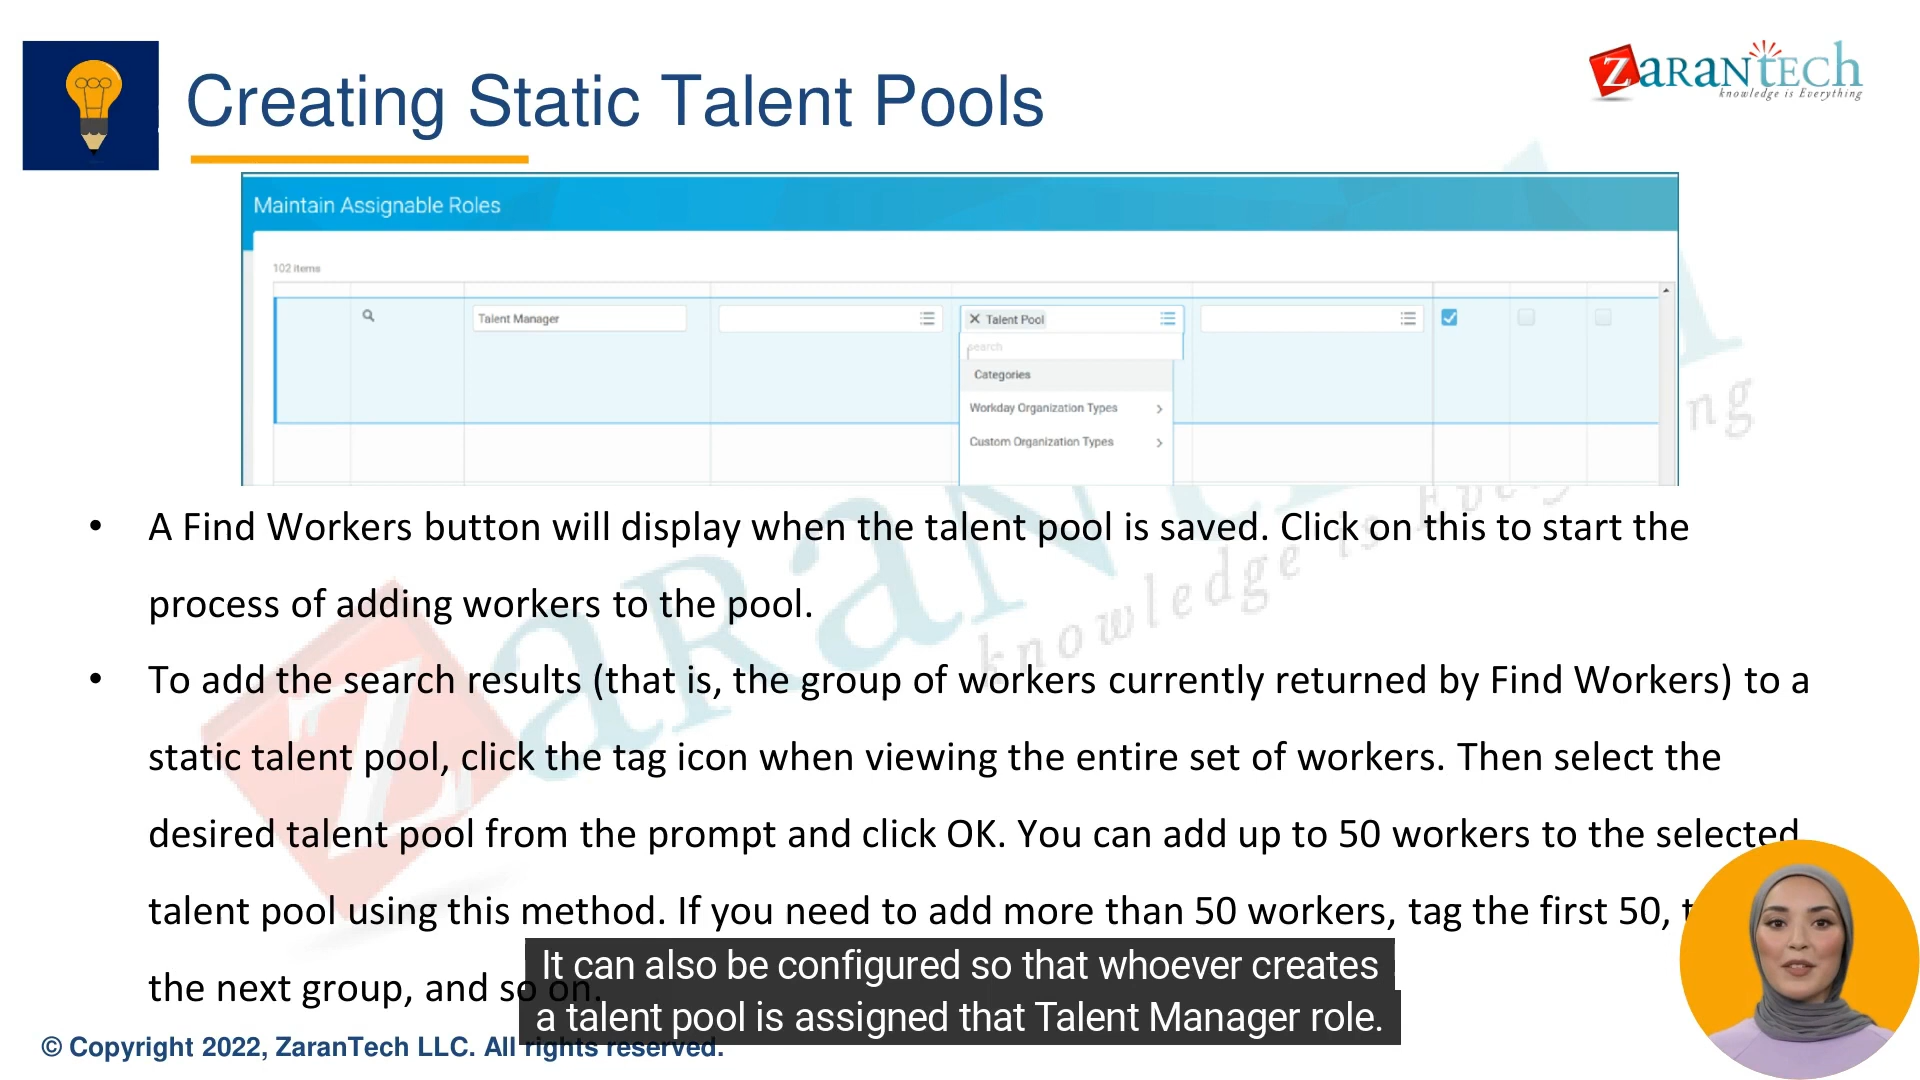 Creating Static Talent Pools
ZaranTech
knowledge is Everything
Maintain Assignable Roles
102 items
Talent Manager
Talent Pool
search
Categories
Workday Organization Types
Custom Organization Types
• A Find Workers button will display when the talent pool is saved. Click on this to start the
process of adding workers to the pool.
• To add the search results (that is, the group of workers currently returned by Find Workers) to a
static talent pool, click the tag icon when viewing the entire set of workers. Then select the
desired talent pool from the prompt and click OK. You can add up to 50 workers to the selected
talent pool using this method. If you need to add more than 50 workers, tag the first 50,
the next group, and so on.
It can also be configured so that whoever creates
a talent pool is assigned that Talent Manager role.
© Copyright 2022, ZaranTech LLC. All rights reserved.